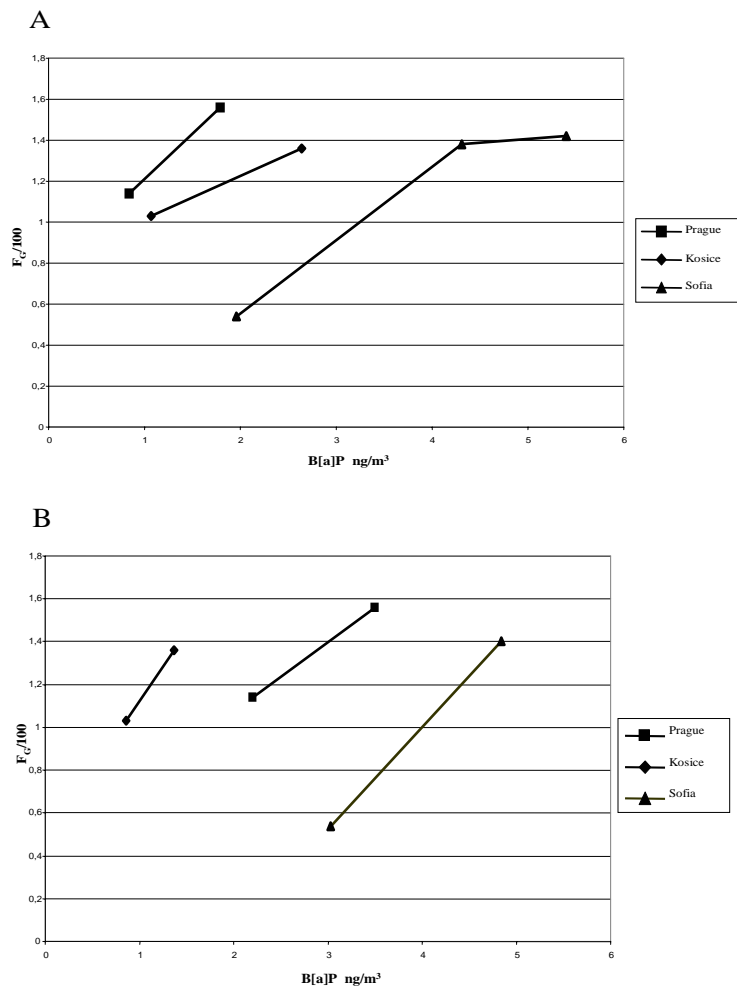 A
1,8
1,6
1,4
1,2
1
0,8
0,6
0,4
0,2
0
F_G/100
0 1 2 3 4 5 6
B[a]P ng/m³
Prague
Kosice
Sofia
B
1,8
1,6
1,4
1,2
1
0,8
0,6
0,4
0,2
0
F_G/100
0 1 2 3 4 5 6
B[a]P ng/m³
Prague
Kosice
Sofia